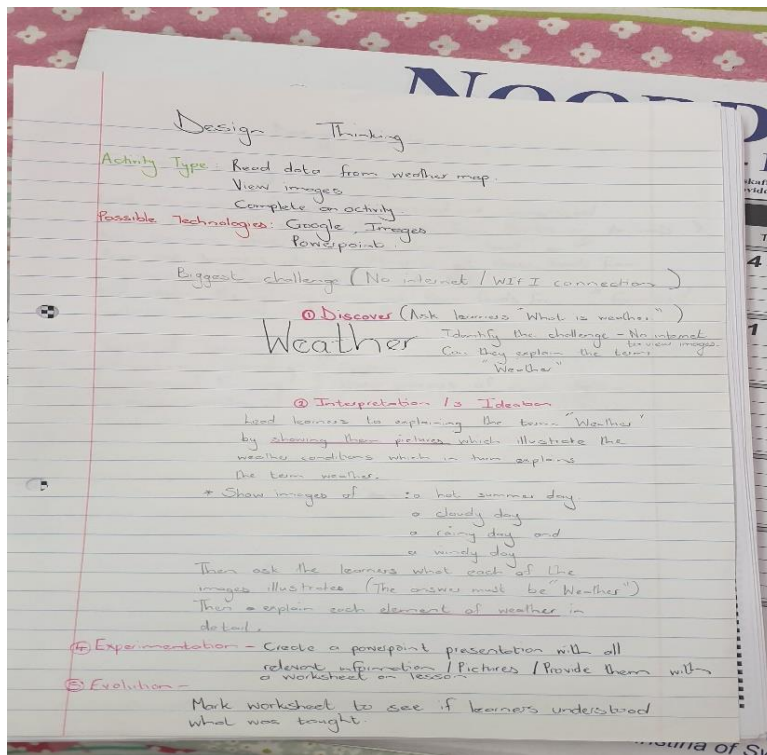 NOORD
Design Thinking
Activity Type: Read data from weather map.
View images
Complete an activity
Possible Technologies: Google, Images
Powerpoint.
Biggest challenge (No internet / WIFI connection)
① Discover (Ask learners "What is weather")
Weather
Identify the challenge - No internet
to view images.
Can they explain the term
"Weather"
② Interpretation /3 Ideation
Lead learners to explaining the term "Weather"
by showing them pictures which illustrate the
weather conditions which in turn explains
the term weather.
* Show images of : a hot summer day
a cloudy day
a rainy day and
a windy day
Then ask the learners what each of the
images illustrates (The answer must be "Weather")
Then explain each element of weather in
detail.
④ Experimentation - Create a powerpoint presentation with all
relevant information / Pictures / Provide them with
a worksheet on lesson
⑤ Evolution -
Mark worksheet to see if learners understood
what was taught.